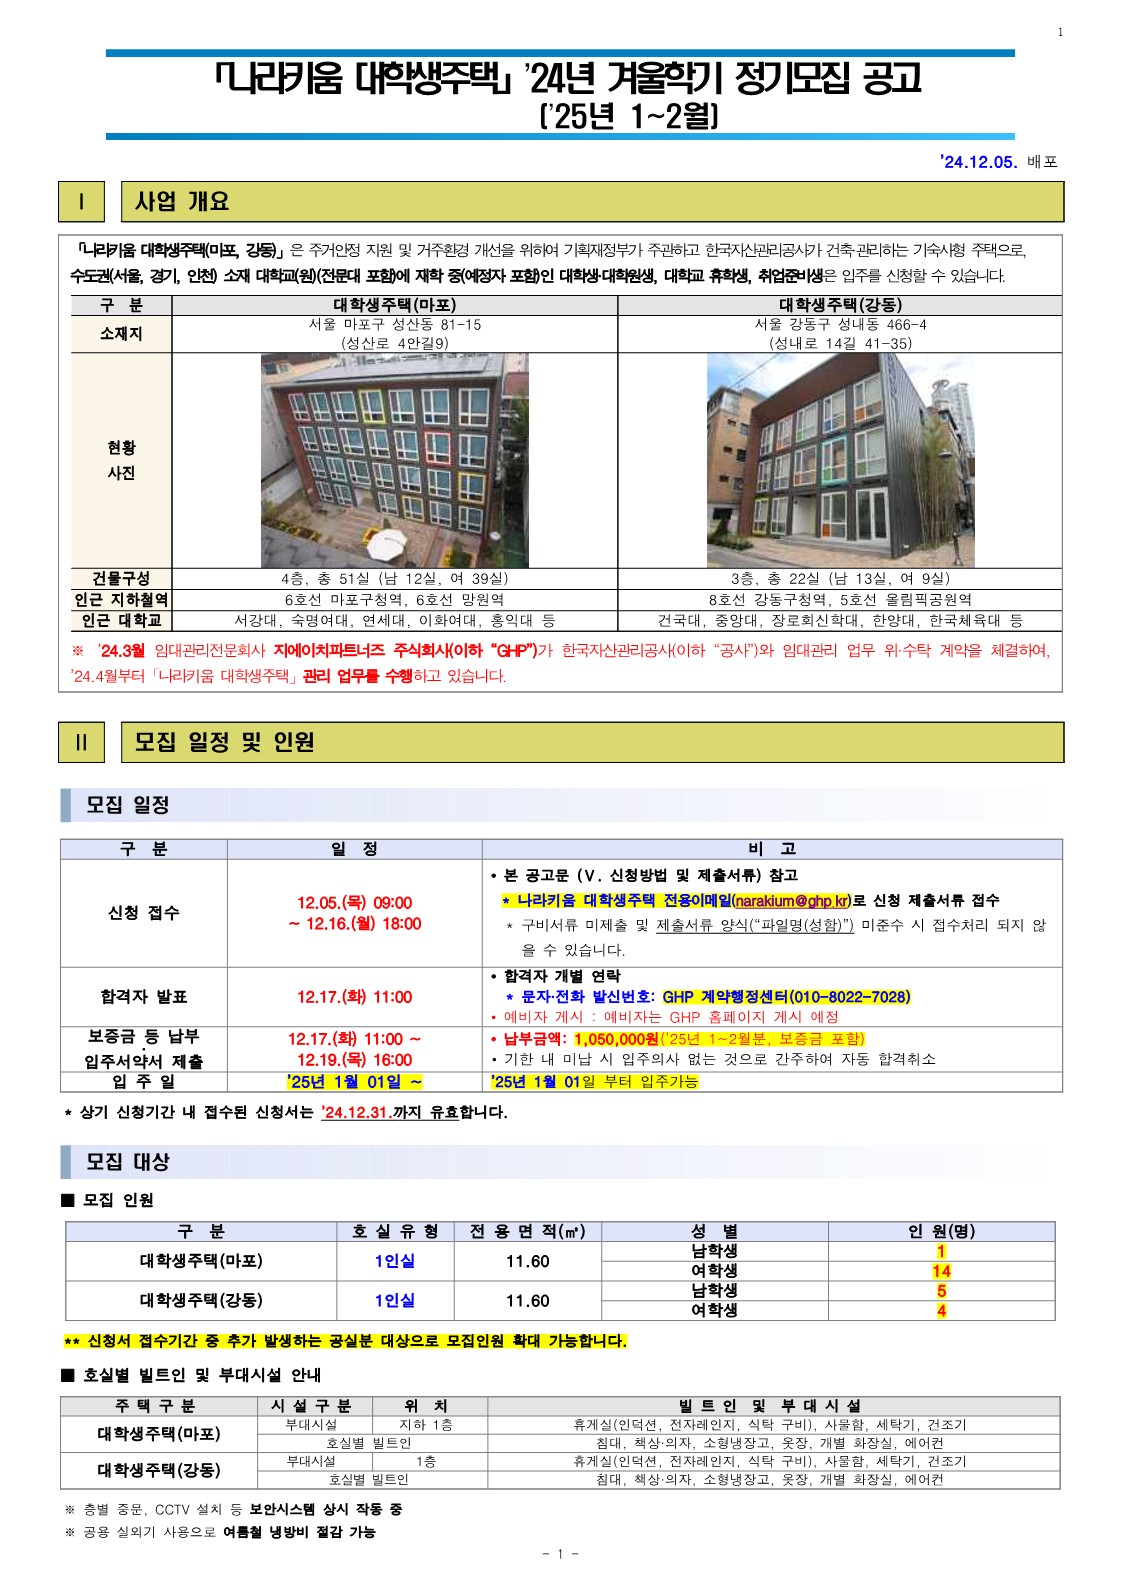 1
「나라키움 대학생주택」 ’24년 겨울학기 정기모집 공고
(’25년 1~2월)
’24.12.05. 배포
Ⅰ 사업 개요
「나라키움 대학생주택(마포, 강동)」은 주거안정 지원 및 거주환경 개선을 위하여 기획재정부가 주관하고 한국자산관리공사가 건축·관리하는 기숙사형 주택으로,
수도권(서울, 경기, 인천) 소재 대학교(원)(전문대 포함)에 재학 중(예정자 포함)인 대학생·대학원생, 대학교 휴학생, 취업준비생은 입주를 신청할 수 있습니다.
구 분 대학생주택(마포) 대학생주택(강동)
소재지 서울 마포구 성산동 81-15 서울 강동구 성내동 466-4
(성산로 4안길9) (성내로 14길 41-35)
현황
사진
건물구성 4층, 총 51실 (남 12실, 여 39실) 3층, 총 22실 (남 13실, 여 9실)
인근 지하철역 6호선 마포구청역, 6호선 망원역 8호선 강동구청역, 5호선 올림픽공원역
인근 대학교 서강대, 숙명여대, 연세대, 이화여대, 홍익대 등 건국대, 중앙대, 장로회신학대, 한양대, 한국체육대 등
※ ’24.3월 임대관리전문회사 지에이치파트너즈 주식회사(이하 “GHP”)가 한국자산관리공사(이하 “공사”)와 임대관리 업무 위·수탁 계약을 체결하여,
’24.4월부터「나라키움 대학생주택」관리 업무를 수행하고 있습니다.
Ⅱ 모집 일정 및 인원
모집 일정
구 분 일 정 비 고
신청 접수 12.05.(목) 09:00
~ 12.16.(월) 18:00
• 본 공고문 (Ⅴ. 신청방법 및 제출서류) 참고
* 나라키움 대학생주택 전용이메일(narakium@ghp.kr)로 신청 제출서류 접수
* 구비서류 미제출 및 제출서류 양식(“파일명(성함)”) 미준수 시 접수처리 되지 않
을 수 있습니다.
합격자 발표 12.17.(화) 11:00
• 합격자 개별 연락
* 문자·전화 발신번호: GHP 계약행정센터(010-8022-7028)
• 예비자 게시 : 예비자는 GHP 홈페이지 게시 예정
보증금 등 납부
·
입주서약서 제출
12.17.(화) 11:00 ~
12.19.(목) 16:00
• 납부금액: 1,050,000원(’25년 1~2월분, 보증금 포함)
• 기한 내 미납 시 입주의사 없는 것으로 간주하여 자동 합격취소
입 주 일 ’25년 1월 01일 ~ ’25년 1월 01일 부터 입주가능
* 상기 신청기간 내 접수된 신청서는 ’24.12.31.까지 유효합니다.
모집 대상
■ 모집 인원
구 분 호 실 유 형 전 용 면 적(㎡) 성 별 인 원(명)
대학생주택(마포) 1인실 11.60 남학생 1
여학생 14
대학생주택(강동) 1인실 11.60 남학생 5
여학생 4
** 신청서 접수기간 중 추가 발생하는 공실분 대상으로 모집인원 확대 가능합니다.
■ 호실별 빌트인 및 부대시설 안내
주 택 구 분 시 설 구 분 위 치 빌 트 인 및 부 대 시 설
대학생주택(마포) 부대시설 지하 1층 휴게실(인덕션, 전자레인지, 식탁 구비), 사물함, 세탁기, 건조기
호실별 빌트인 침대, 책상·의자, 소형냉장고, 옷장, 개별 화장실, 에어컨
대학생주택(강동) 부대시설 1층 휴게실(인덕션, 전자레인지, 식탁 구비), 사물함, 세탁기, 건조기
호실별 빌트인 침대, 책상·의자, 소형냉장고, 옷장, 개별 화장실, 에어컨
※ 층별 중문, CCTV 설치 등 보안시스템 상시 작동 중
※ 공용 실외기 사용으로 여름철 냉방비 절감 가능
- 1 -